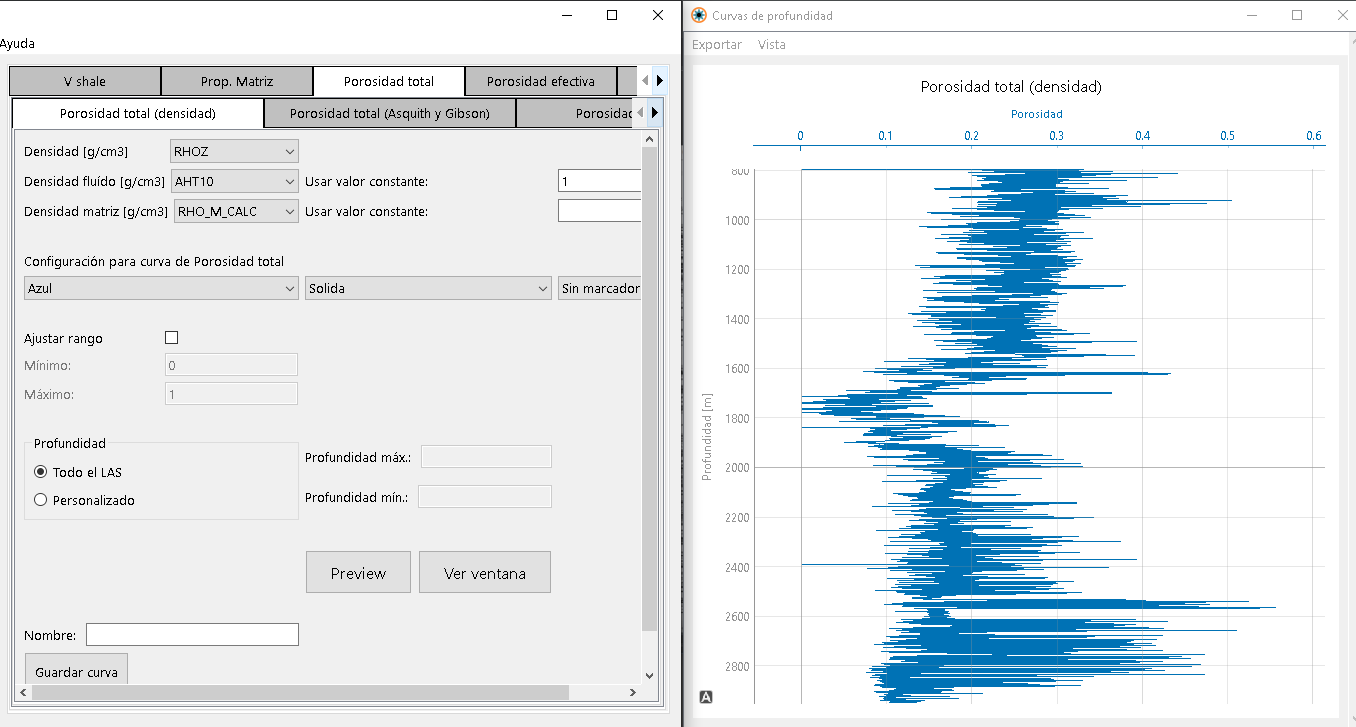 Ayuda
V shale
Prop. Matriz
Porosidad total
Porosidad efectiva
Porosidad total (densidad)
Porosidad total (Asquith y Gibson)
Porosidad
Densidad [g/cm3]
RHOZ
Densidad fluído [g/cm3]
AHT10
Usar valor constante:
1
Densidad matriz [g/cm3]
RHO_M_CALC
Usar valor constante:
Configuración para curva de Porosidad total
Azul
Solida
Sin marcador
Ajustar rango
Mínimo:
0
Máximo:
1
Profundidad
Todo el LAS
Personalizado
Profundidad máx.:
Profundidad mín.:
Preview
Ver ventana
Nombre:
Guardar curva
Curvas de profundidad
Exportar
Vista
Porosidad total (densidad)
Porosidad
0
0.1
0.2
0.3
0.4
0.5
0.6
Profundidad [m]
800
1000
1200
1400
1600
1800
2000
2200
2400
2600
2800
A